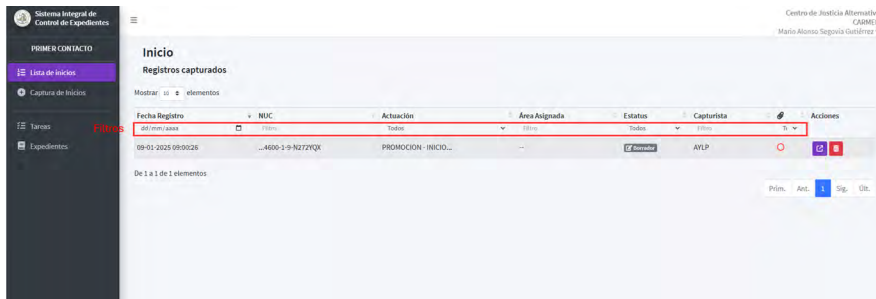 Sistema Integral de
Control de Expedientes
Centro de Justicia Alternativ
CARME
Mario Alonso Segovia Gutiérrez
PRIMER CONTACTO
Lista de inicios
Captura de Inicios
Tareas
Expedientes
Inicio
Registros capturados
Mostrar 10 elementos
Filtros
Fecha Registro NUC Actuación Área Asignada Estatus Capturista Acciones
dd/mm/aaaa Filtro Todos Filtro Todos Filtro
09-01-2025 09:00:26 ...4600-1-9-N272YQX PROMOCION - INICIO... --- Borrador AYLP
De 1 a 1 de 1 elementos
Prim. Ant. 1 Sig. Últ.